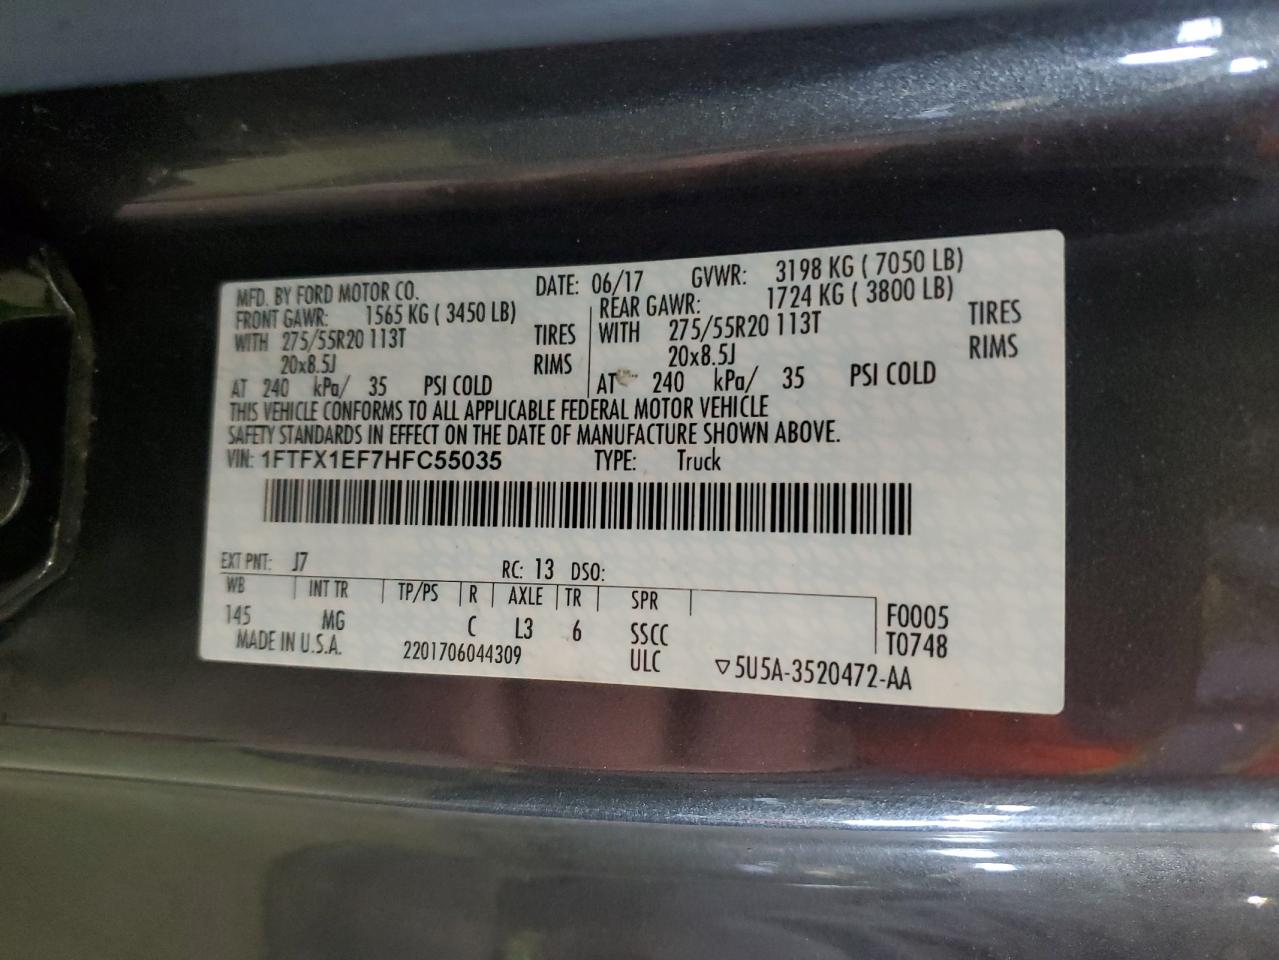 MFD. BY FORD MOTOR CO. DATE: 06/17 GVWR: 3198 KG ( 7050 LB)
FRONT GAWR: 1565 KG ( 3450 LB) REAR GAWR: 1724 KG ( 3800 LB)
WITH 275/55R20 113T TIRES WITH 275/55R20 113T TIRES
20x8.5J RIMS 20x8.5J RIMS
AT 240 kPa/ 35 PSI COLD AT 240 kPa/ 35 PSI COLD
THIS VEHICLE CONFORMS TO ALL APPLICABLE FEDERAL MOTOR VEHICLE
SAFETY STANDARDS IN EFFECT ON THE DATE OF MANUFACTURE SHOWN ABOVE.
VIN: 1FTFX1EF7HFC55035 TYPE: Truck
EXT PNT: J7 RC: 13 DSO:
WB INT TR TP/PS R AXLE TR SPR F0005
145 MG C L3 6 SSCC T0748
MADE IN U.S.A. 2201706044309 ULC ▽5U5A-3520472-AA